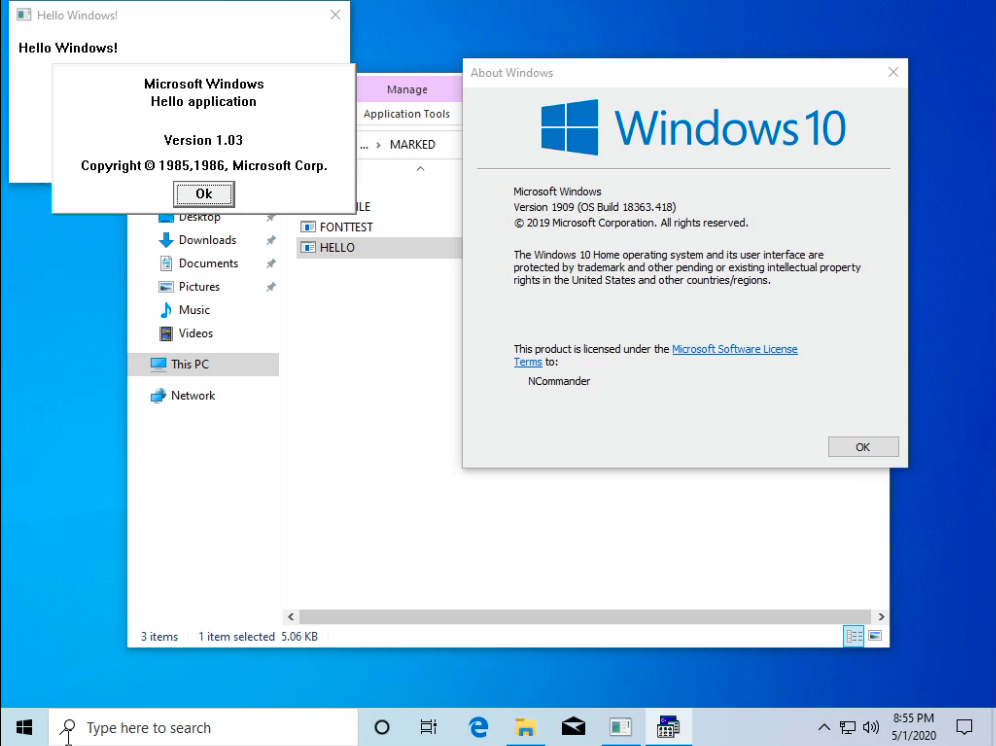 Hello Windows!
Hello Windows!
Microsoft Windows
Hello application
Version 1.03
Copyright © 1985,1986, Microsoft Corp.
Ok
Manage
Application Tools
... › MARKED
FONTTEST
HELLO
Desktop
Downloads
Documents
Pictures
Music
Videos
This PC
Network
3 items
1 item selected 5.06 KB
About Windows
Windows 10
Microsoft Windows
Version 1909 (OS Build 18363.418)
© 2019 Microsoft Corporation. All rights reserved.
The Windows 10 Home operating system and its user interface are
protected by trademark and other pending or existing intellectual property
rights in the United States and other countries/regions.
This product is licensed under the Microsoft Software License
Terms to:
NCommander
OK
Type here to search
8:55 PM
5/1/2020